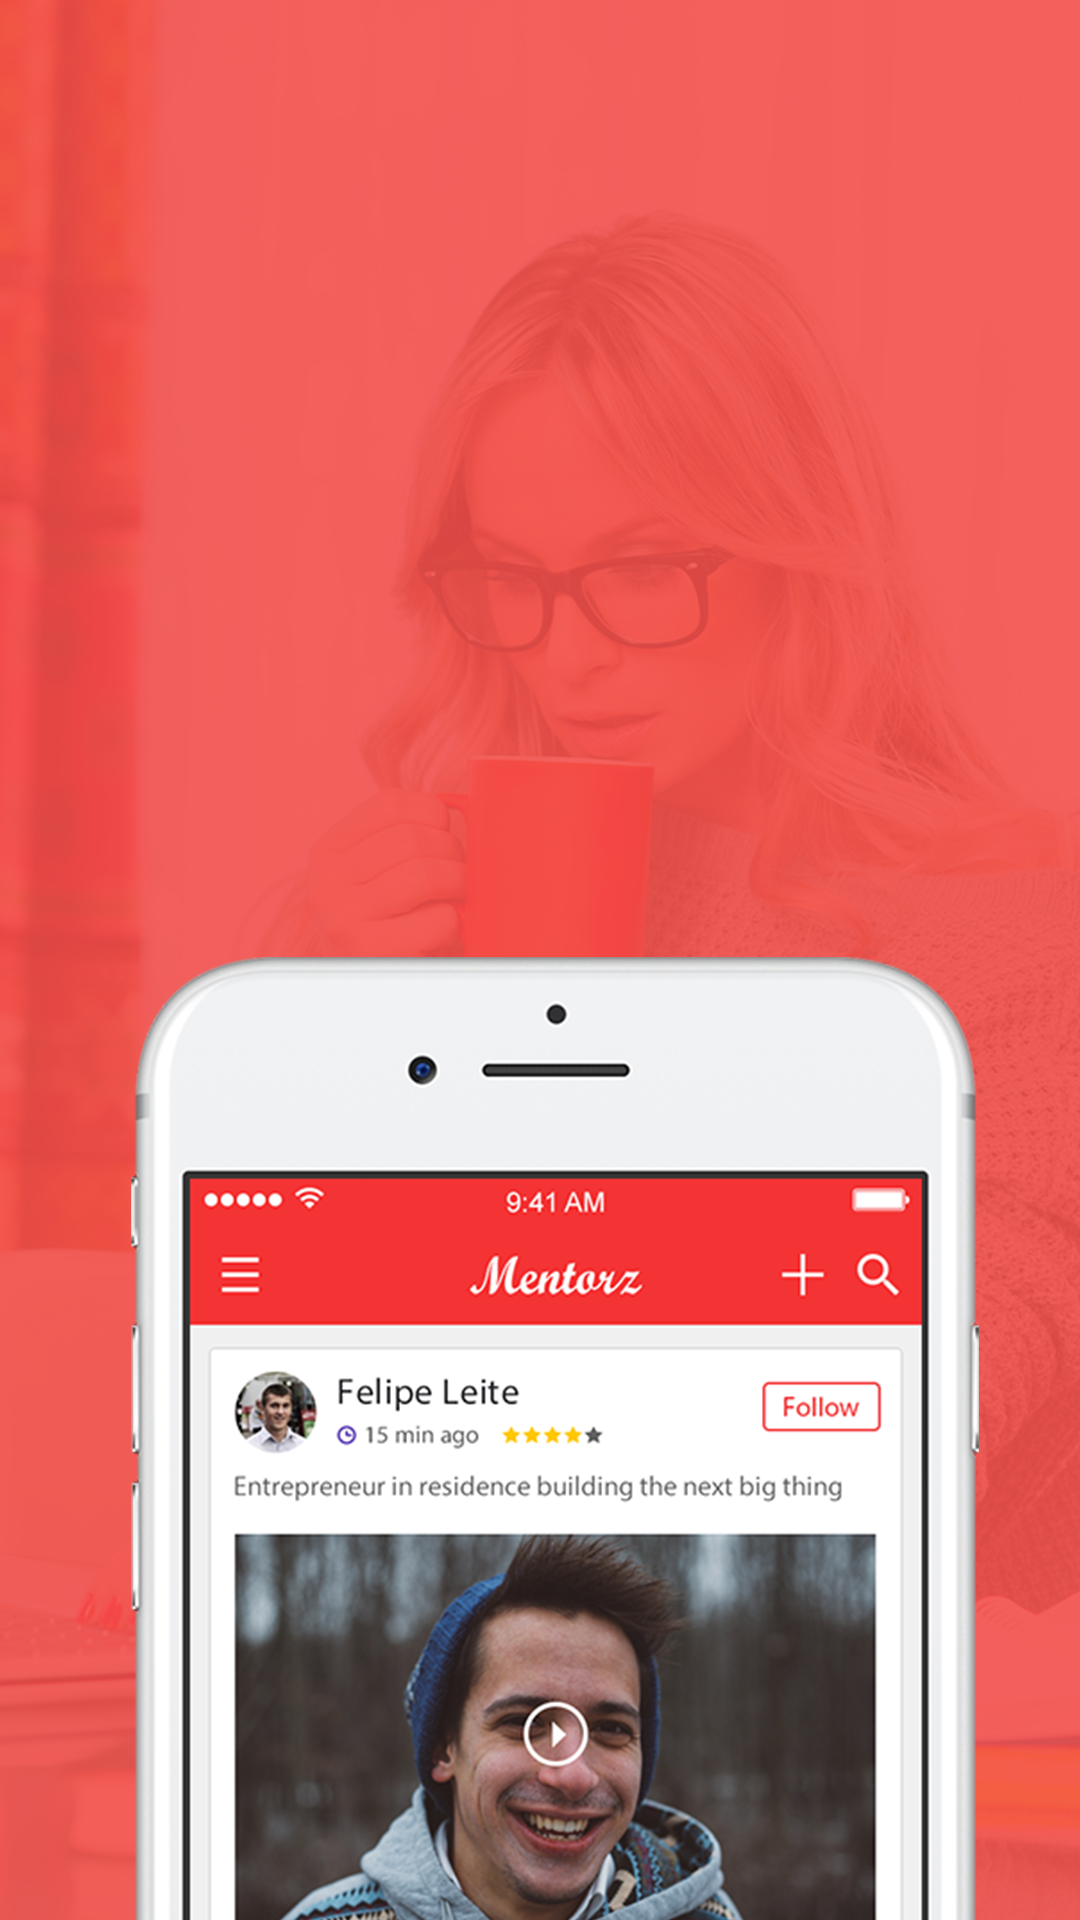 9:41 AM
Mentorz
Felipe Leite
Follow
15 min ago
Entrepreneur in residence building the next big thing